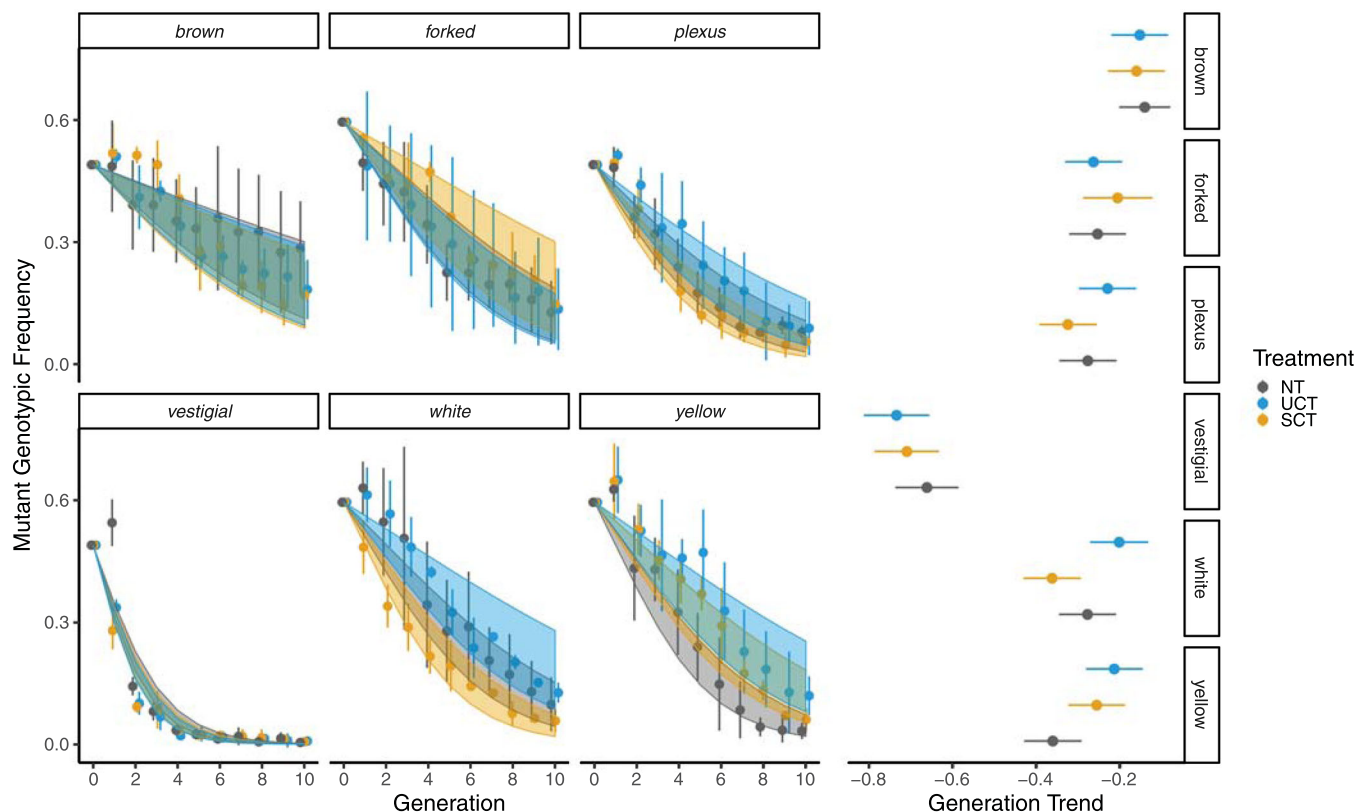 brown forked plexus
0.6
0.3
0.0
vestigial white yellow
0.6
0.3
0.0
0 2 4 6 8 10 0 2 4 6 8 10 0 2 4 6 8 10
Generation
Mutant Genotypic Frequency
brown
forked
plexus
vestigial
white
yellow
−0.8 −0.6 −0.4 −0.2
Generation Trend
Treatment
NT
UCT
SCT